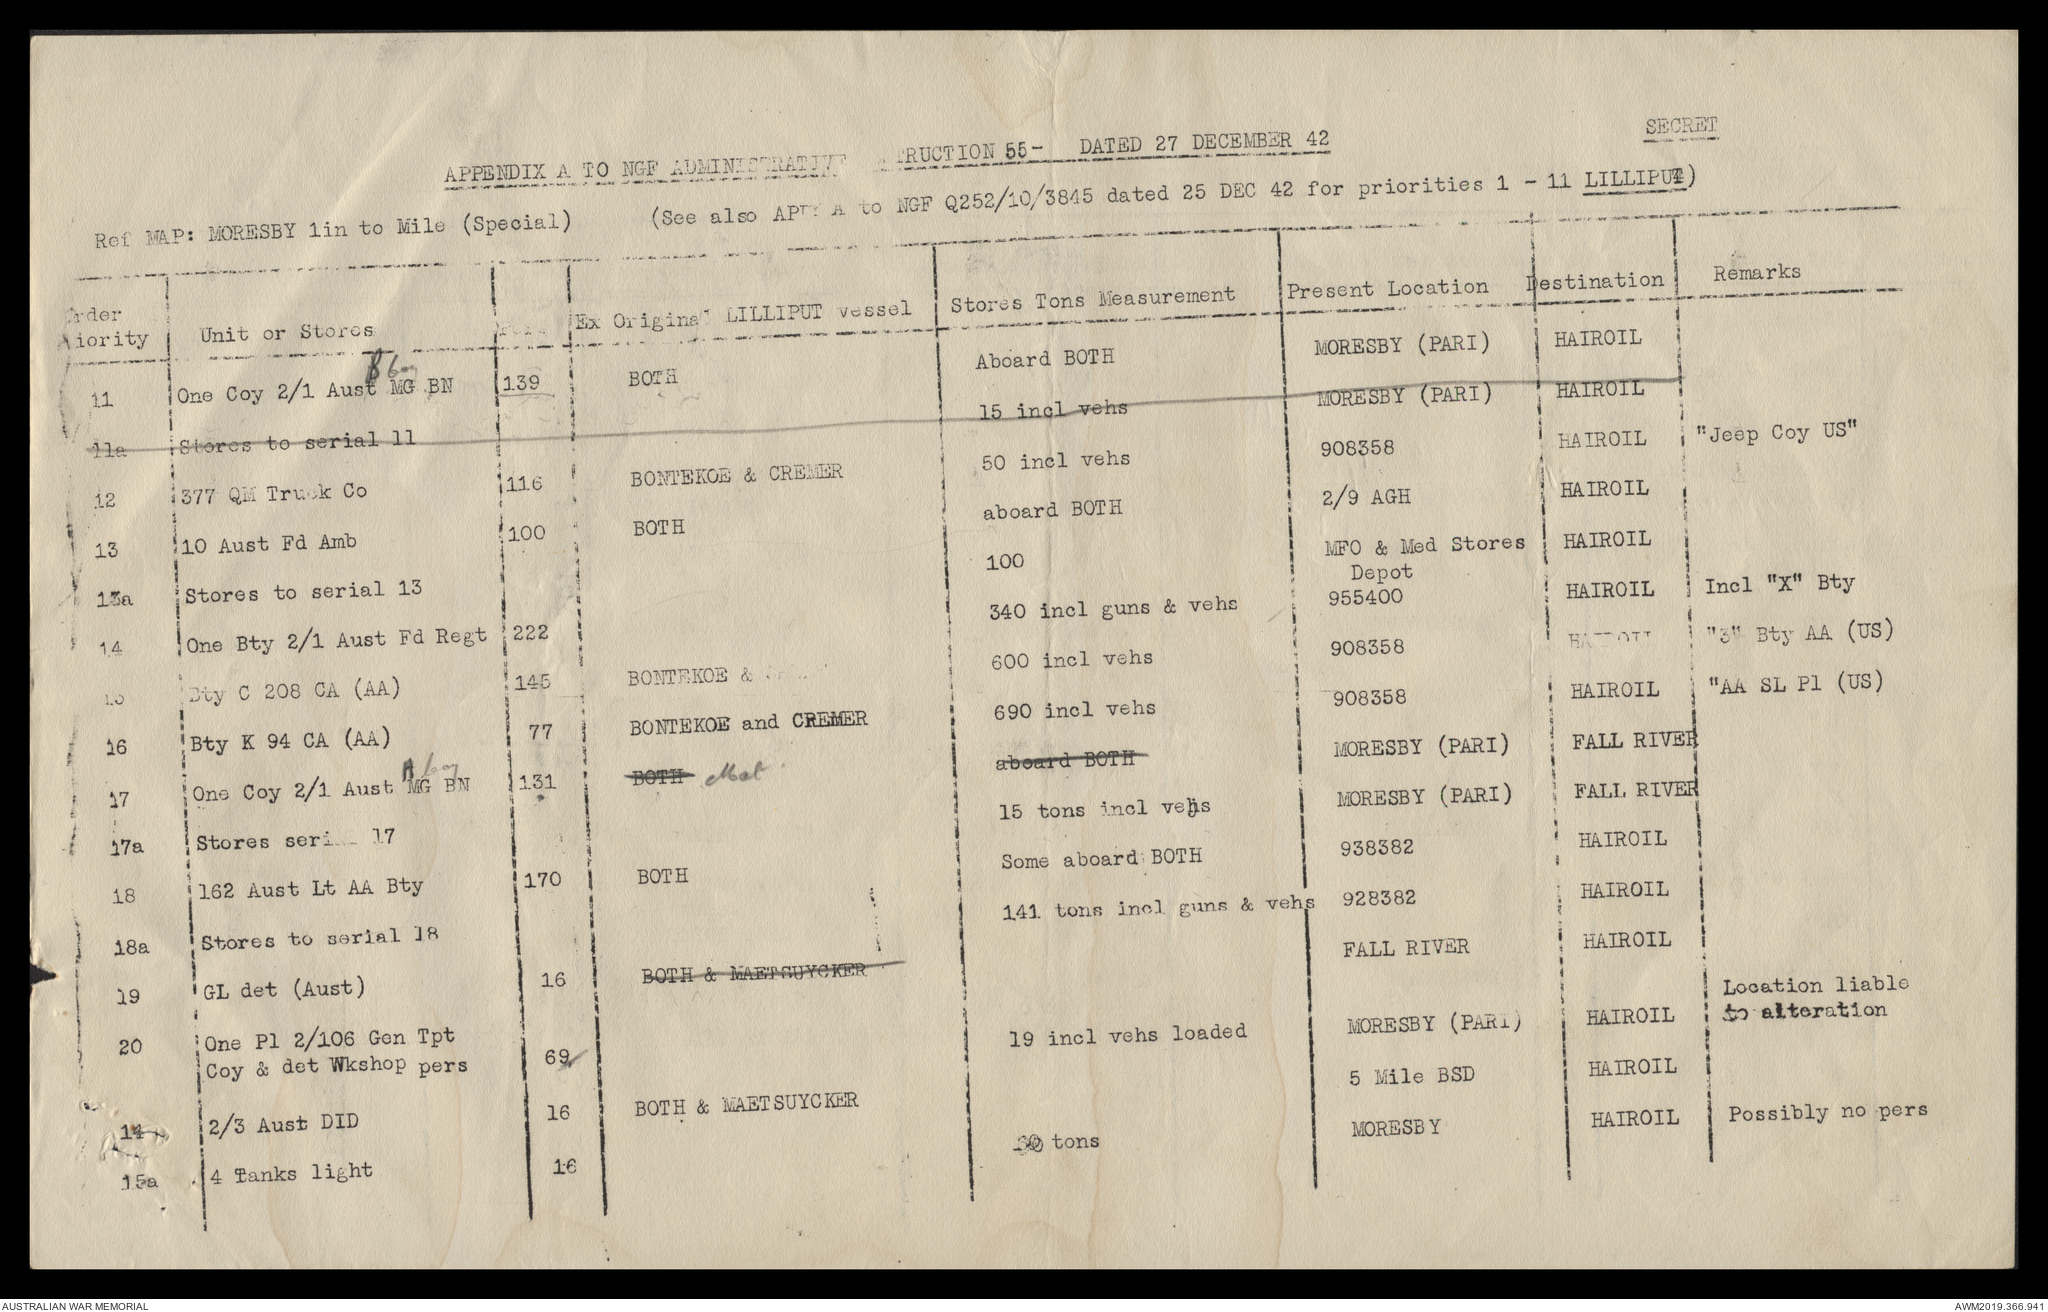 SECRET
APPENDIX A TO NGF ADMINISTRATIVE TRUCTION 55- DATED 27 DECEMBER 42
Ref MAP: MORESBY 1in to Mile (Special) (See also APP A to NGF Q252/10/3845 dated 25 DEC 42 for priorities 1 - 11 LILLIPUT)
rder iority Unit or Stores Ex Original LILLIPUT vessel Stores Tons Measurement Present Location Destination Remarks
B Coy
11 One Coy 2/1 Aust MG BN 139 BOTH Aboard BOTH MORESBY (PARI) HAIROIL
11a Stores to serial 11 15 incl vehs MORESBY (PARI) HAIROIL
12 377 QM Truck Co 116 BONTEKOE & CREMER 50 incl vehs 908358 HAIROIL "Jeep Coy US"
13 10 Aust Fd Amb 100 BOTH aboard BOTH 2/9 AGH HAIROIL
13a Stores to serial 13 100 MFO & Med Stores Depot HAIROIL
14 One Bty 2/1 Aust Fd Regt 222 340 incl guns & vehs 955400 HAIROIL Incl "X" Bty
Bty C 208 CA (AA) 145 BONTEKOE & 600 incl vehs 908358 HAIROIL "3" Bty AA (US)
16 Bty K 94 CA (AA) 77 BONTEKOE and CREMER 690 incl vehs 908358 HAIROIL "AA SL Pl (US)
A Coy
17 One Coy 2/1 Aust MG BN 131 BOTH aboard BOTH MORESBY (PARI) FALL RIVER
17a Stores seri 17 15 tons incl vehs MORESBY (PARI) FALL RIVER
18 162 Aust Lt AA Bty 170 BOTH Some aboard BOTH 938382 HAIROIL
18a Stores to serial 18 141 tons incl guns & vehs 928382 HAIROIL
19 GL det (Aust) 16 BOTH & MAETSUYCKER FALL RIVER HAIROIL
20 One Pl 2/106 Gen Tpt Coy & det Wkshop pers 69 19 incl vehs loaded MORESBY (PARI) HAIROIL Location liable to alteration
14 2/3 Aust DID 16 BOTH & MAETSUYCKER 5 Mile BSD HAIROIL
15a 4 Tanks light 16 tons MORESBY HAIROIL Possibly no pers
AUSTRALIAN WAR MEMORIAL AWM2019.366.941